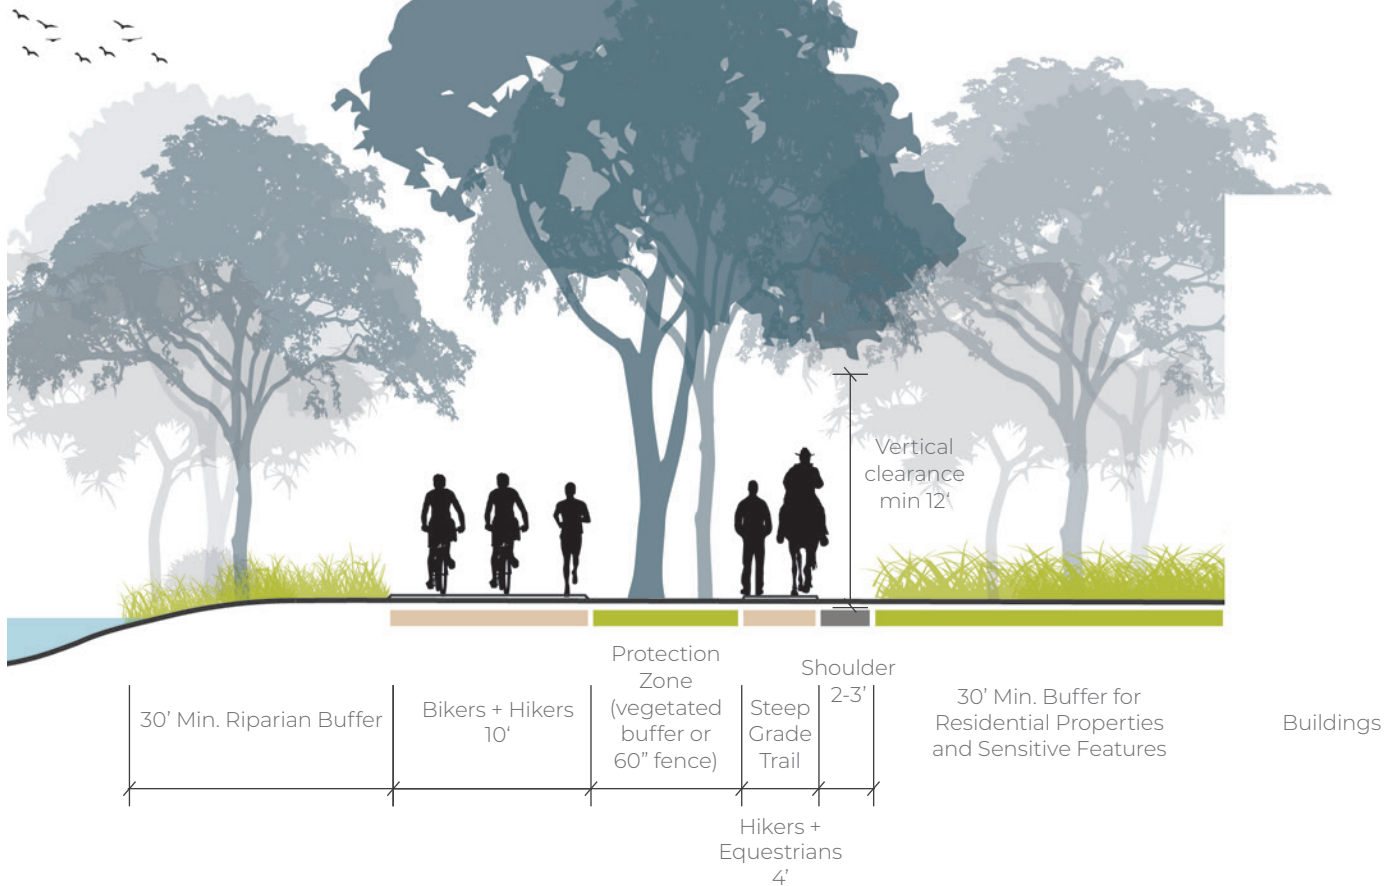 Vertical
clearance
min 12‘
30’ Min. Riparian Buffer
Bikers + Hikers
10‘
Protection
Zone
(vegetated
buffer or
60” fence)
Steep
Grade
Trail
Shoulder
2-3’
30’ Min. Buffer for
Residential Properties
and Sensitive Features
Buildings
Hikers +
Equestrians
4’